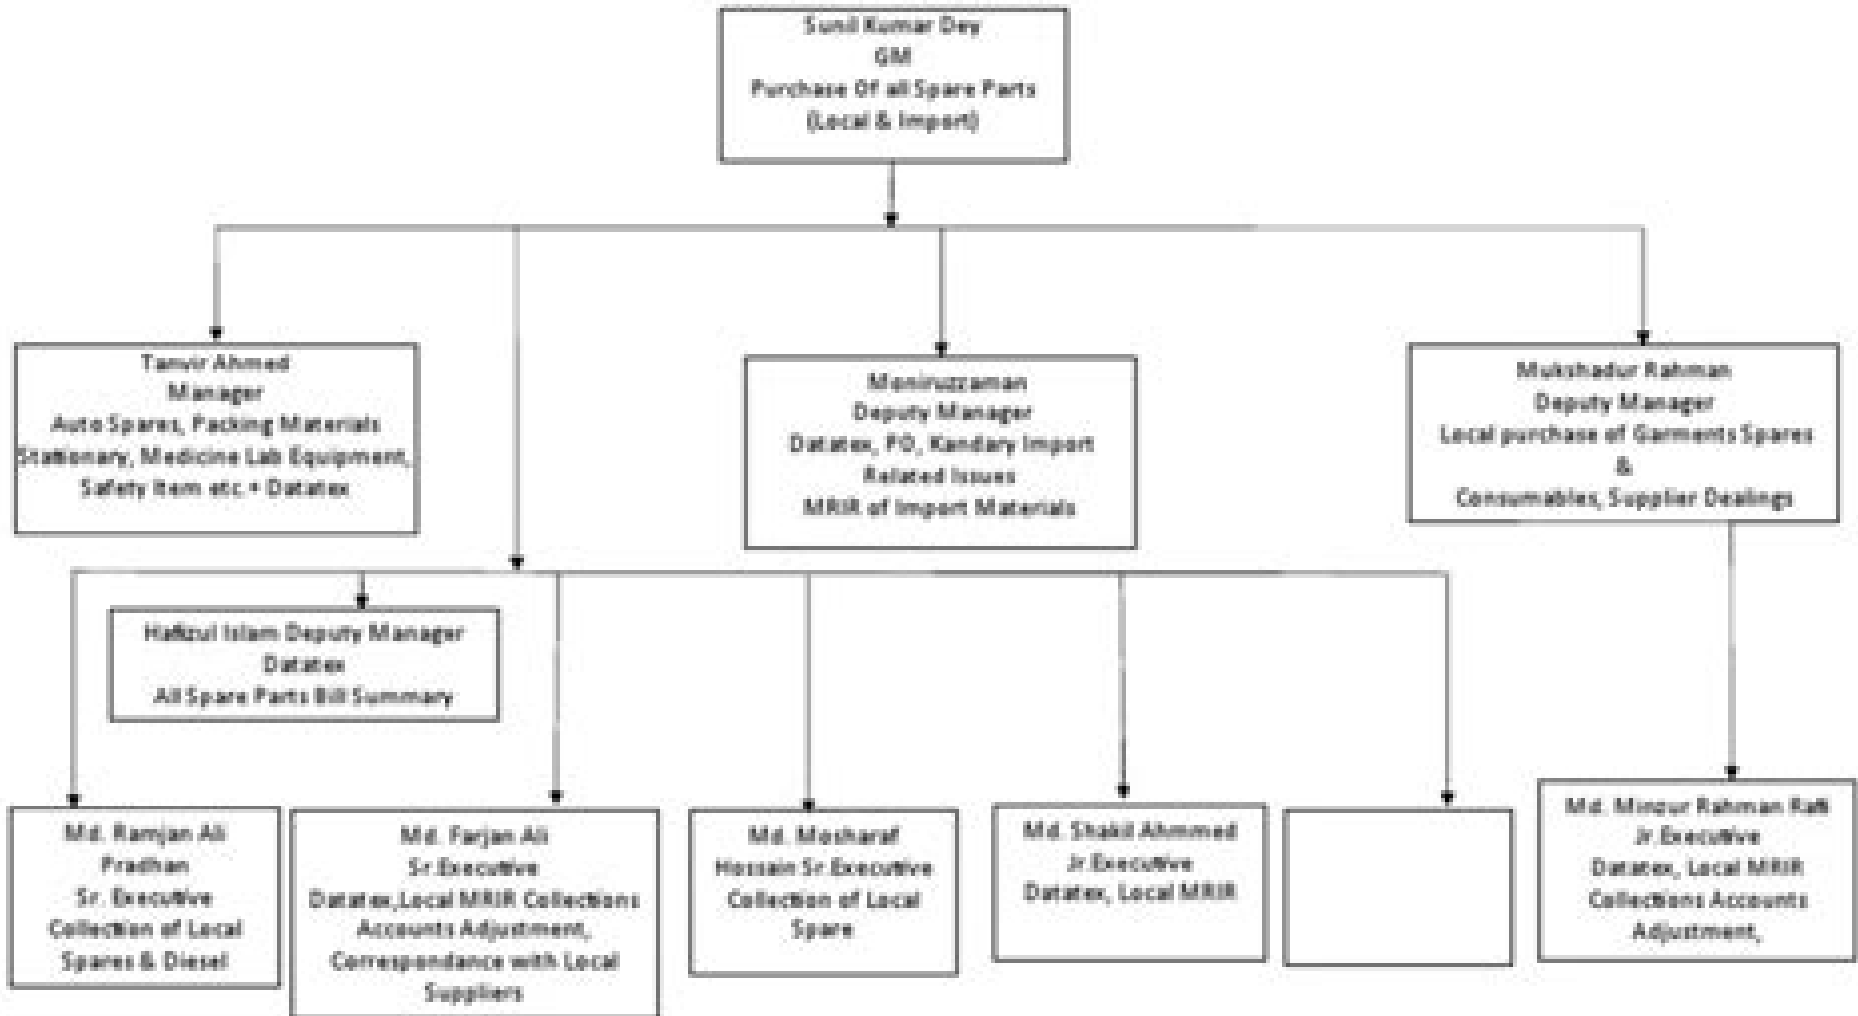 Sunil Kumar Dey
GM
Purchase Of all Spare Parts
(Local & Import)
Tanvir Ahmed
Manager
Auto Spares, Packing Materials
Stationary, Medicine Lab Equipment,
Safety Item etc + Datatex
Moniruzzaman
Deputy Manager
Datatex, PO, Kandary Import
Related Issues
MRIR of Import Materials
Mukshadur Rahman
Deputy Manager
Local purchase of Garments Spares
&
Consumables, Supplier Dealings
Hafizul Islam Deputy Manager
Datatex
All Spare Parts Bill Summary
Md. Ramjan Ali
Pradhan
Sr. Executive
Collection of Local
Spares & Diesel
Md. Farjan Ali
Sr.Executive
Datatex,Local MRIR Collections
Accounts Adjustment,
Correspondance with Local
Suppliers
Md. Mosharaf
Hossain Sr.Executive
Collection of Local
Spare
Md. Shakil Ahmmed
Jr.Executive
Datatex, Local MRIR
Md. Minzur Rahman Rafi
Jr.Executive
Datatex, Local MRIR
Collections Accounts
Adjustment,